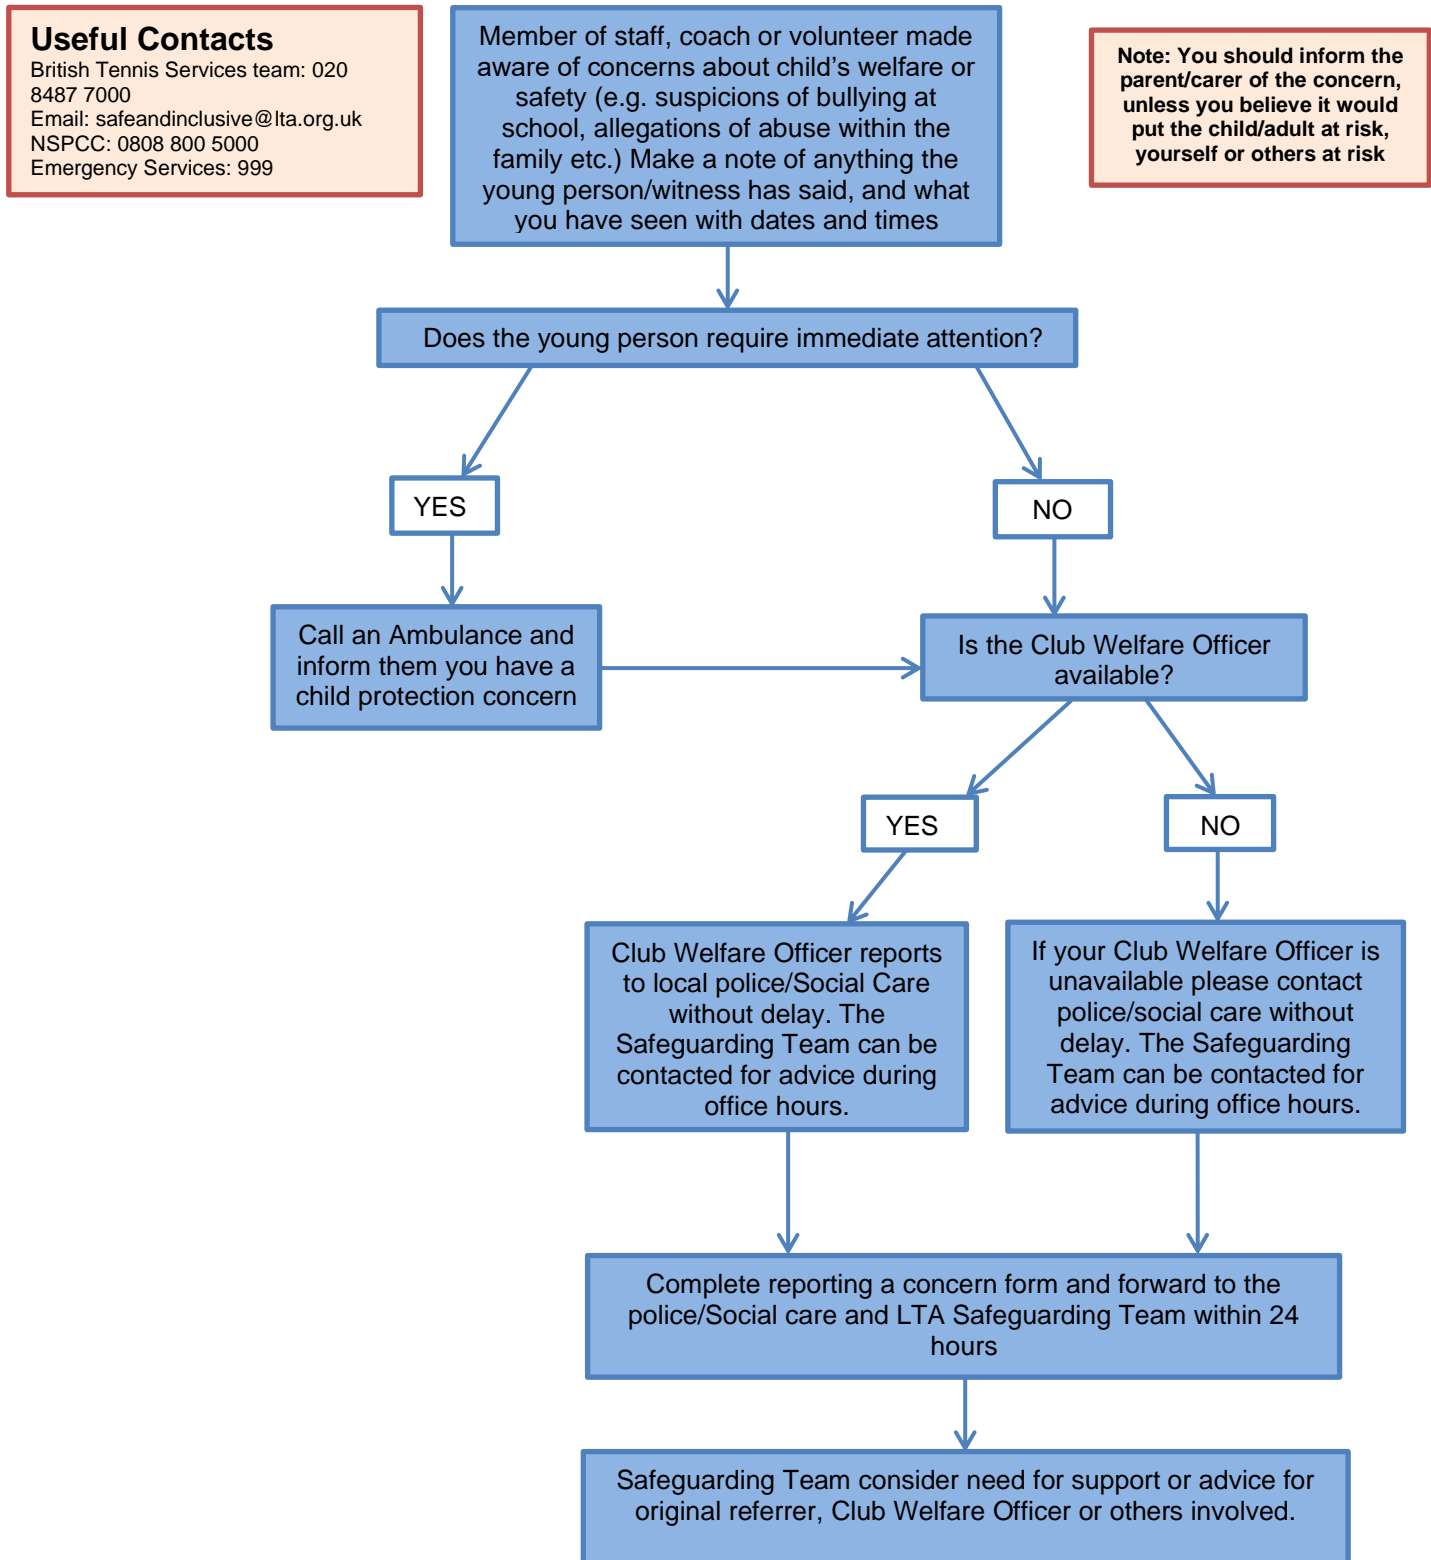 Useful Contacts
British Tennis Services team: 020
8487 7000
Email: safeandinclusive@lta.org.uk
NSPCC: 0808 800 5000
Emergency Services: 999
Member of staff, coach or volunteer made
aware of concerns about child's welfare or
safety (e.g. suspicions of bullying at
school, allegations of abuse within the
family etc.) Make a note of anything the
young person/witness has said, and what
you have seen with dates and times
Note: You should inform the
parent/carer of the concern,
unless you believe it would
put the child/adult at risk,
yourself or others at risk
Does the young person require immediate attention?
YES
NO
Call an Ambulance and
inform them you have a
child protection concern
Is the Club Welfare Officer
available?
YES
NO
Club Welfare Officer reports
to local police/Social Care
without delay. The
Safeguarding Team can be
contacted for advice during
office hours.
If your Club Welfare Officer is
unavailable please contact
police/social care without
delay. The Safeguarding
Team can be contacted for
advice during office hours.
Complete reporting a concern form and forward to the
police/Social care and LTA Safeguarding Team within 24
hours
Safeguarding Team consider need for support or advice for
original referrer, Club Welfare Officer or others involved.